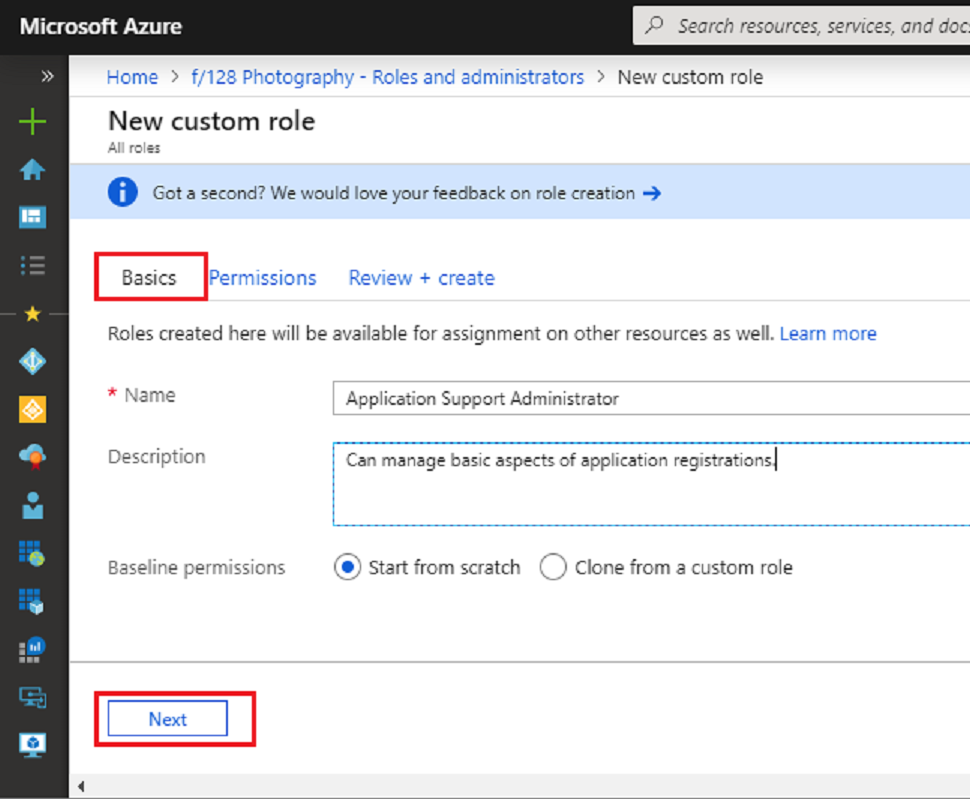 Microsoft Azure
Search resources, services, and docs
Home > f/128 Photography - Roles and administrators > New custom role
New custom role
All roles
Got a second? We would love your feedback on role creation →
Basics Permissions Review + create
Roles created here will be available for assignment on other resources as well. Learn more
* Name Application Support Administrator
Description Can manage basic aspects of application registrations.
Baseline permissions Start from scratch Clone from a custom role
Next